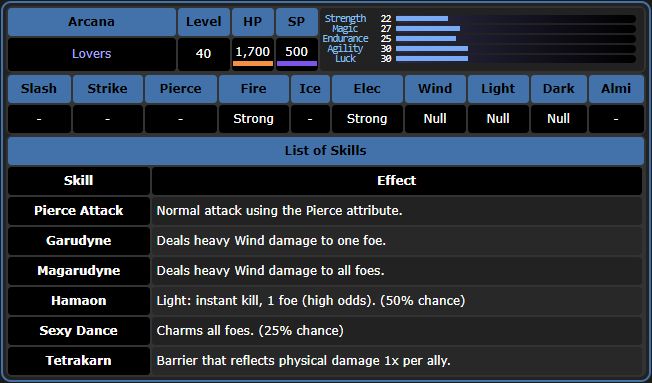 Arcana Level HP SP
Lovers 40 1,700 500
Strength 22
Magic 27
Endurance 25
Agility 30
Luck 30
Slash Strike Pierce Fire Ice Elec Wind Light Dark Almi
- - - Strong - Strong Null Null Null -
List of Skills
Skill Effect
Pierce Attack Normal attack using the Pierce attribute.
Garudyne Deals heavy Wind damage to one foe.
Magarudyne Deals heavy Wind damage to all foes.
Hamaon Light: instant kill, 1 foe (high odds). (50% chance)
Sexy Dance Charms all foes. (25% chance)
Tetrakarn Barrier that reflects physical damage 1x per ally.